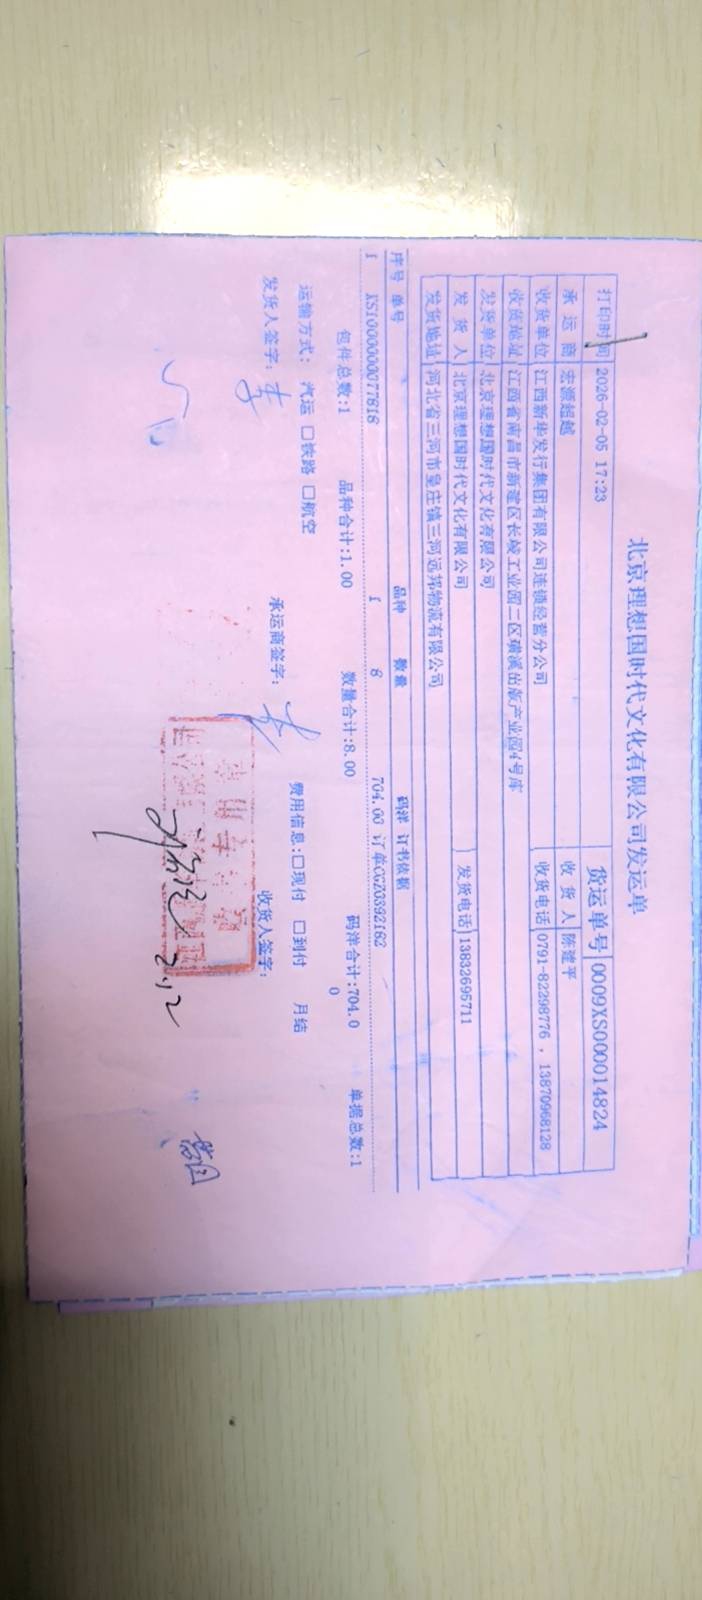 北京理想国时代文化有限公司发运单
打印时间 2026-02-05 17:23 货运单号 0009XS000014824
承运商 宏源超越 收货人 陈建平
收货单位 江西新华发行集团有限公司连锁经营分公司 收货电话 0791-82298776，13870968128
收货地址 江西省南昌市新建区长堎工业园二区璜溪出版产业园4号库
发货单位 北京理想国时代文化有限公司
发货人 北京理想国时代文化有限公司 发货电话 13832695711
发货地址 河北省三河市皇庄镇三河远邦物流有限公司
序号 单号 品种 数量 码洋 订书依据
1 XS1000000077818 1 8 704.00 订单CGZ0392182
包件总数:1 品种合计:1.00 数量合计:8.00 码洋合计:704.0 单据总数:1
0
运输方式： 汽运 □铁路 □航空 费用信息:□现付 □到付 月结
发货人签字: 李 承运商签字: 李 收货人签字:
2.12